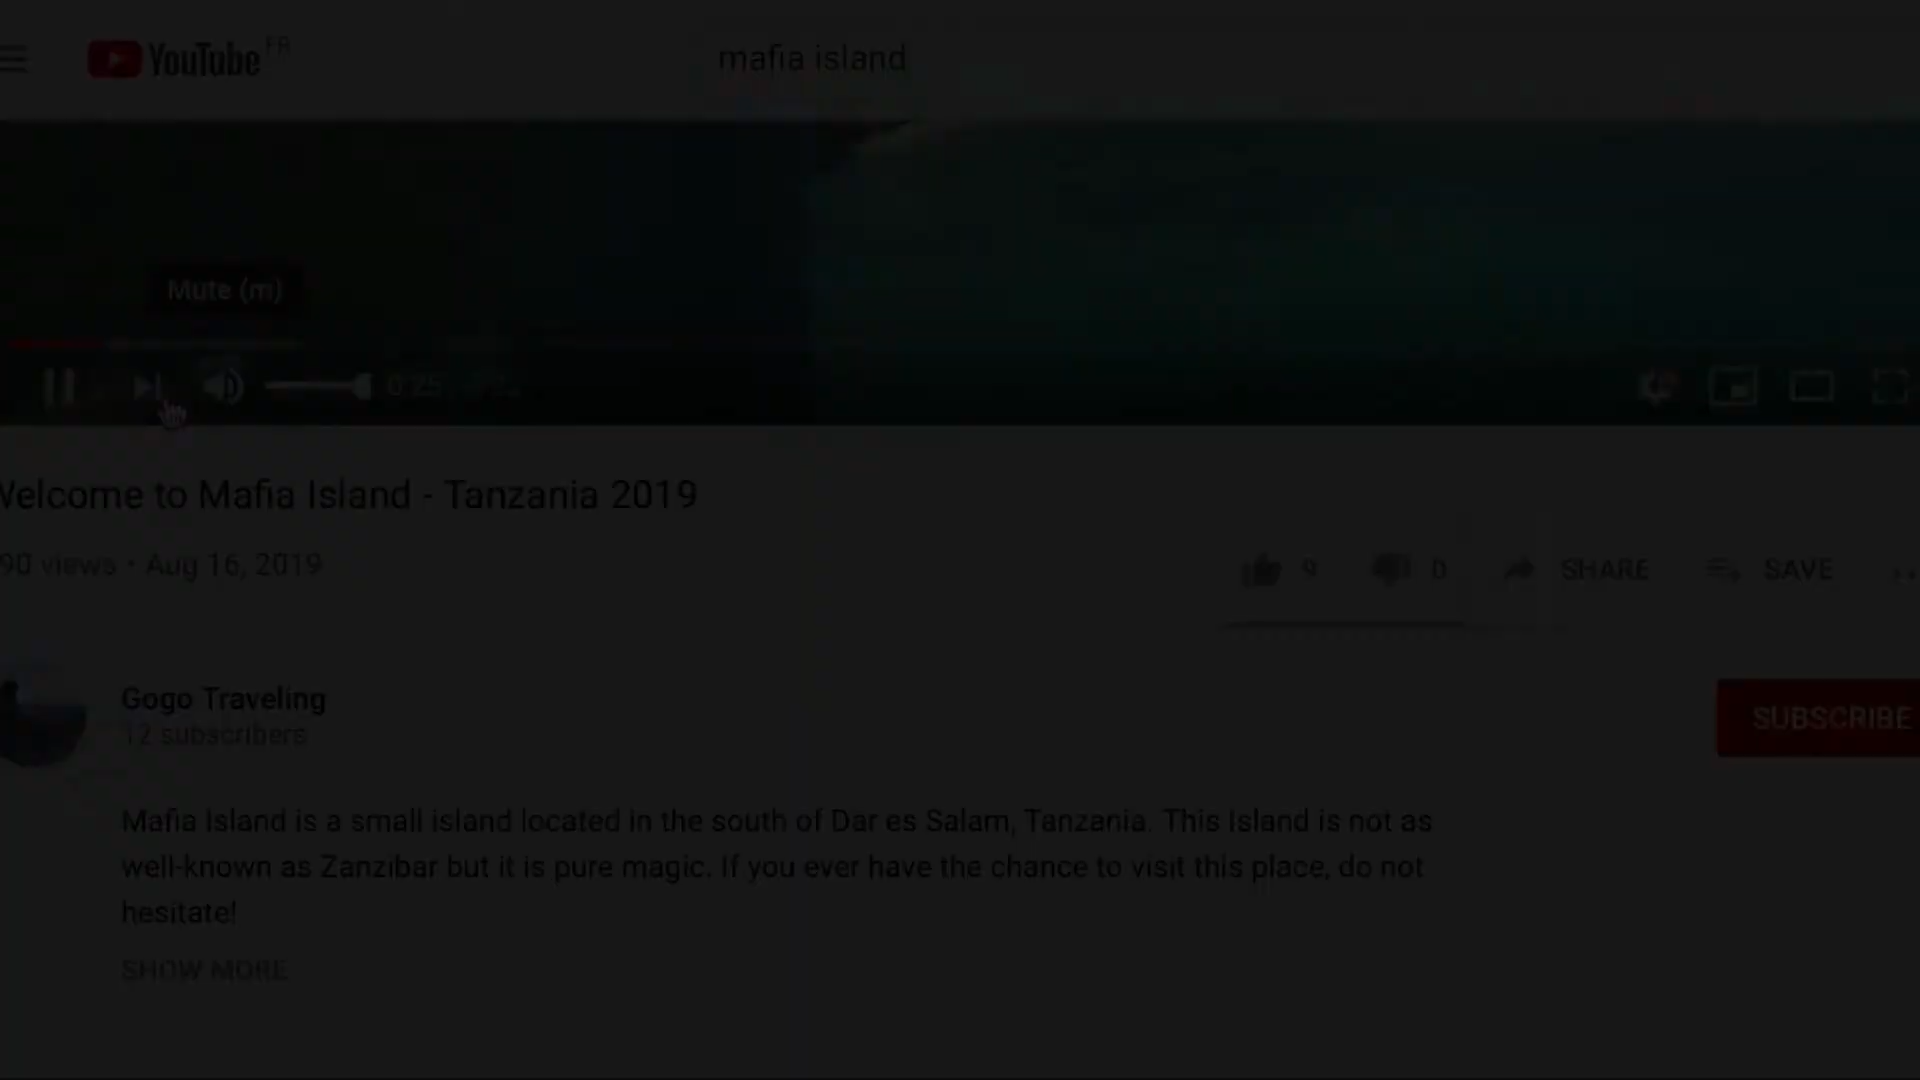 YouTube FR
mafia island
Mute (m)
0:25
Welcome to Mafia Island - Tanzania 2019
90 views · Aug 16, 2019
9
0
SHARE
SAVE
Gogo Traveling
12 subscribers
SUBSCRIBE
Mafia Island is a small island located in the south of Dar es Salam, Tanzania. This Island is not as
well-known as Zanzibar but it is pure magic. If you ever have the chance to visit this place, do not
hesitate!
SHOW MORE